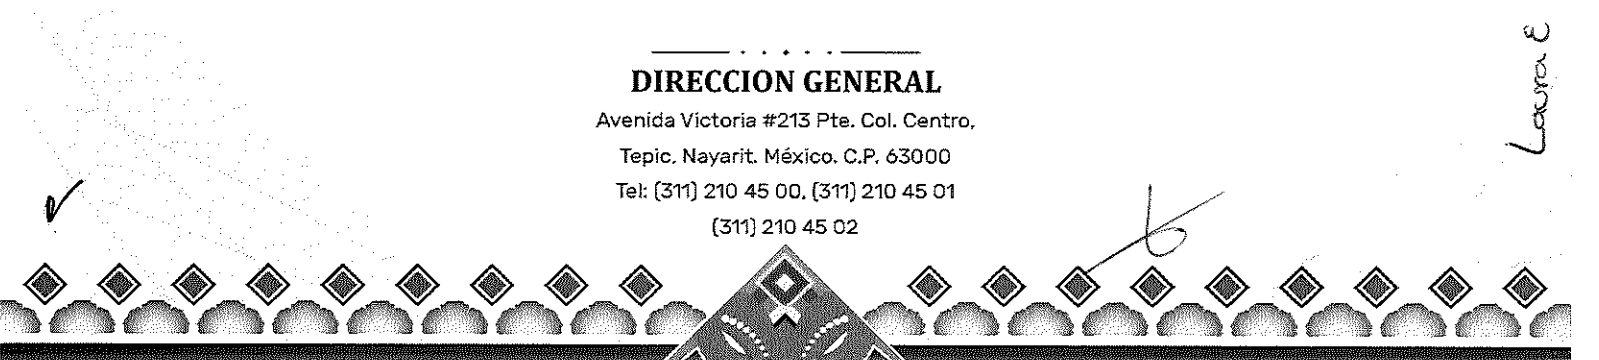 DIRECCION GENERAL
Avenida Victoria #213 Pte. Col. Centro,
Tepic, Nayarit. México. C.P. 63000
Tel: (311) 210 45 00, (311) 210 45 01
(311) 210 45 02
Laura E